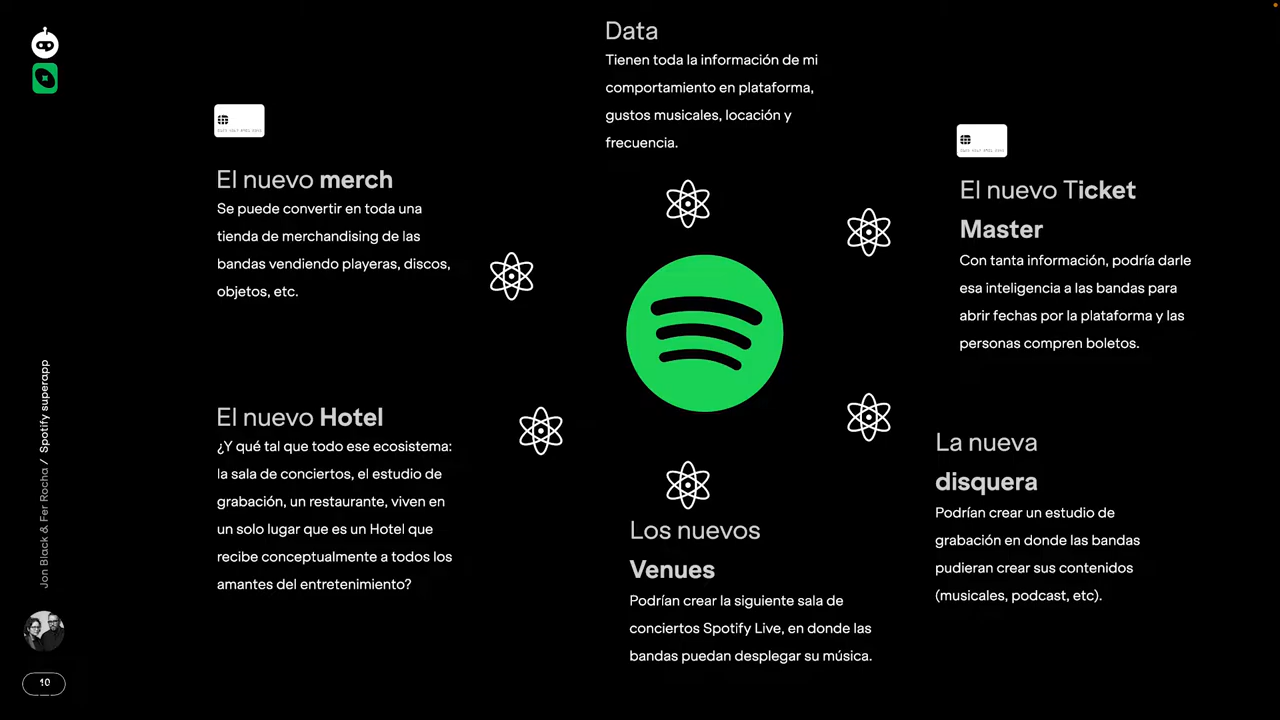 Data
Tienen toda la información de mi
comportamiento en plataforma,
gustos musicales, locación y
frecuencia.
El nuevo merch
Se puede convertir en toda una
tienda de merchandising de las
bandas vendiendo playeras, discos,
objetos, etc.
El nuevo Ticket
Master
Con tanta información, podría darle
esa inteligencia a las bandas para
abrir fechas por la plataforma y las
personas compren boletos.
El nuevo Hotel
¿Y qué tal que todo ese ecosistema:
la sala de conciertos, el estudio de
grabación, un restaurante, viven en
un solo lugar que es un Hotel que
recibe conceptualmente a todos los
amantes del entretenimiento?
Los nuevos
Venues
Podrían crear la siguiente sala de
conciertos Spotify Live, en donde las
bandas puedan desplegar su música.
La nueva
disquera
Podrían crear un estudio de
grabación en donde las bandas
pudieran crear sus contenidos
(musicales, podcast, etc).
Jon Black & Fer Rocha / Spotify superapp
10